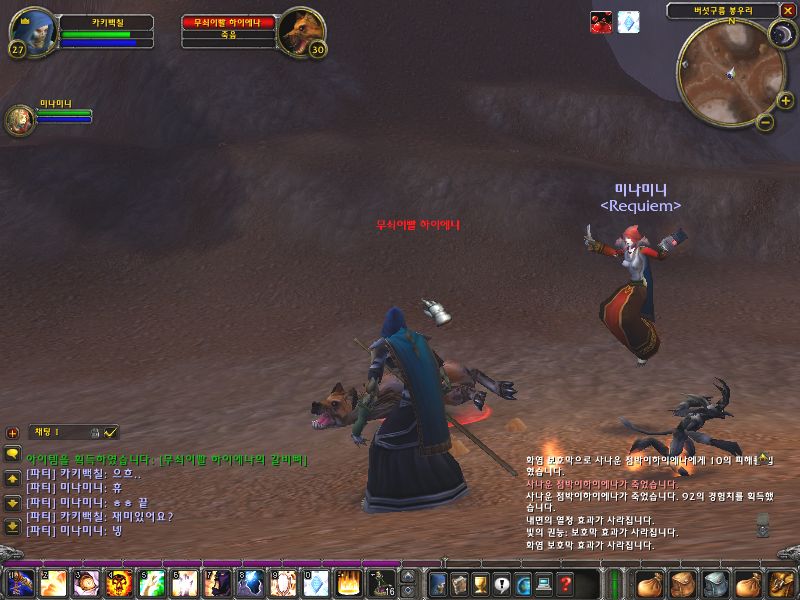 카키백칠
27
무쇠이빨 하이에나
죽음
30
버섯구름 봉우리
N
미나미니
미나미니
<Requiem>
무쇠이빨 하이에나
채팅 1
아이템을 획득하였습니다: [무쇠이빨 하이에나의 갈비뼈]
[파티] 카키백칠: 으흐..
[파티] 미나미니: 휴
[파티] 미나미니: ㅎㅎ 끝
[파티] 카키백칠: 재미있어요?
[파티] 미나미니: 넹
화염 보호막으로 사나운 점박이하이에나에게 10의 피해를 입
혔습니다.
사나운 점박이하이에나가 죽었습니다.
사나운 점박이하이에나가 죽었습니다. 92의 경험치를 획득했
습니다.
내면의 열정 효과가 사라집니다.
빛의 권능: 보호막 효과가 사라집니다.
화염 보호막 효과가 사라집니다.
16